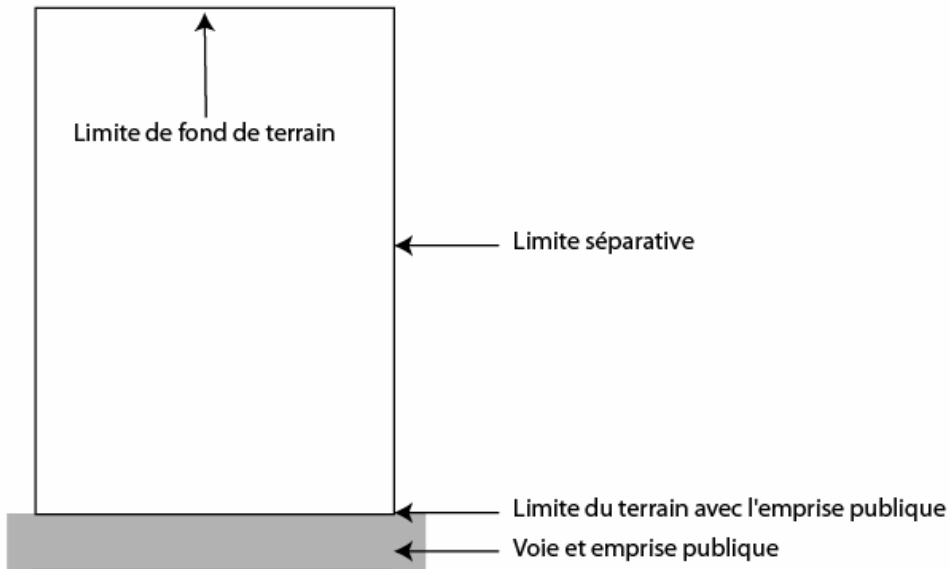 Limite de fond de terrain
Limite séparative
Limite du terrain avec l'emprise publique
Voie et emprise publique